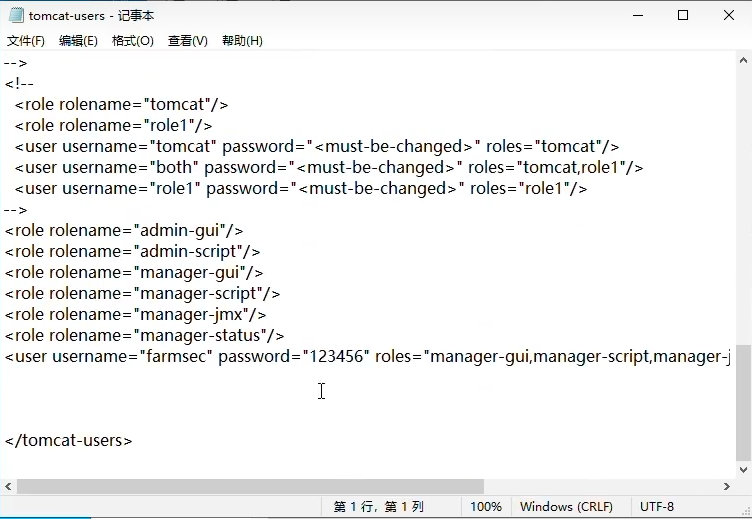 tomcat-users - 记事本
文件(F) 编辑(E) 格式(O) 查看(V) 帮助(H)
-->
<!--
  <role rolename="tomcat"/>
  <role rolename="role1"/>
  <user username="tomcat" password="<must-be-changed>" roles="tomcat"/>
  <user username="both" password="<must-be-changed>" roles="tomcat,role1"/>
  <user username="role1" password="<must-be-changed>" roles="role1"/>
-->
<role rolename="admin-gui"/>
<role rolename="admin-script"/>
<role rolename="manager-gui"/>
<role rolename="manager-script"/>
<role rolename="manager-jmx"/>
<role rolename="manager-status"/>
<user username="farmsec" password="123456" roles="manager-gui,manager-script,manager-j
</tomcat-users>
第 1 行，第 1 列 100% Windows (CRLF) UTF-8